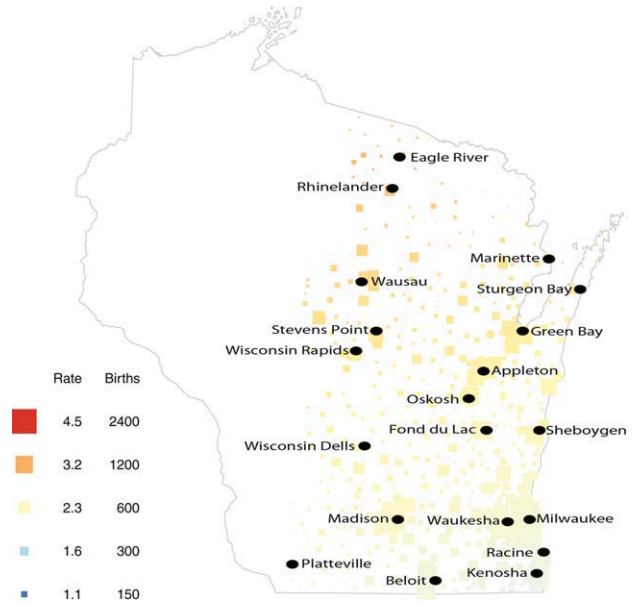 Eagle River
Rhinelander
Marinette
Wausau
Sturgeon Bay
Stevens Point
Green Bay
Wisconsin Rapids
Appleton
Rate Births
Oskosh
4.5 2400
Fond du Lac
Sheboygen
Wisconsin Dells
3.2 1200
2.3 600
Madison
Waukesha
Milwaukee
1.6 300
Racine
Platteville
Kenosha
Beloit
1.1 150